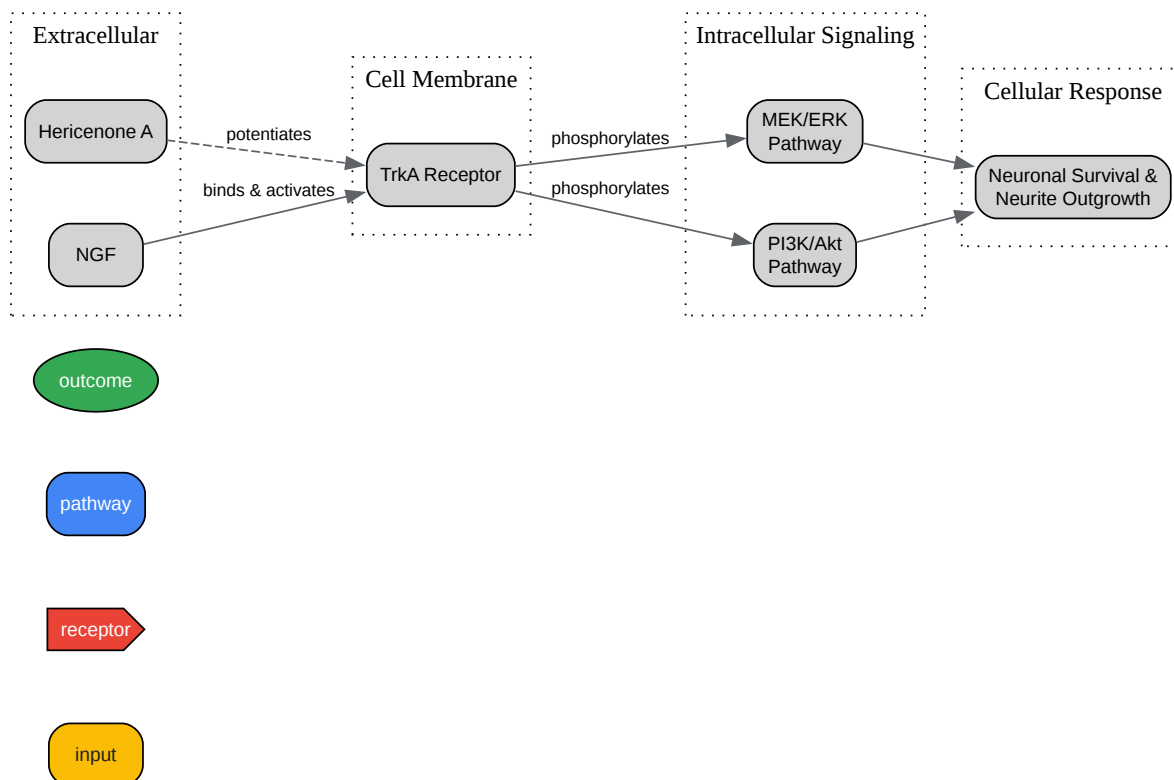 Extracellular
Hericenone A
NGF
potentiates
binds & activates
Cell Membrane
TrkA Receptor
phosphorylates
phosphorylates
Intracellular Signaling
MEK/ERK
Pathway
PI3K/Akt
Pathway
Cellular Response
Neuronal Survival &
Neurite Outgrowth
outcome
pathway
receptor
input